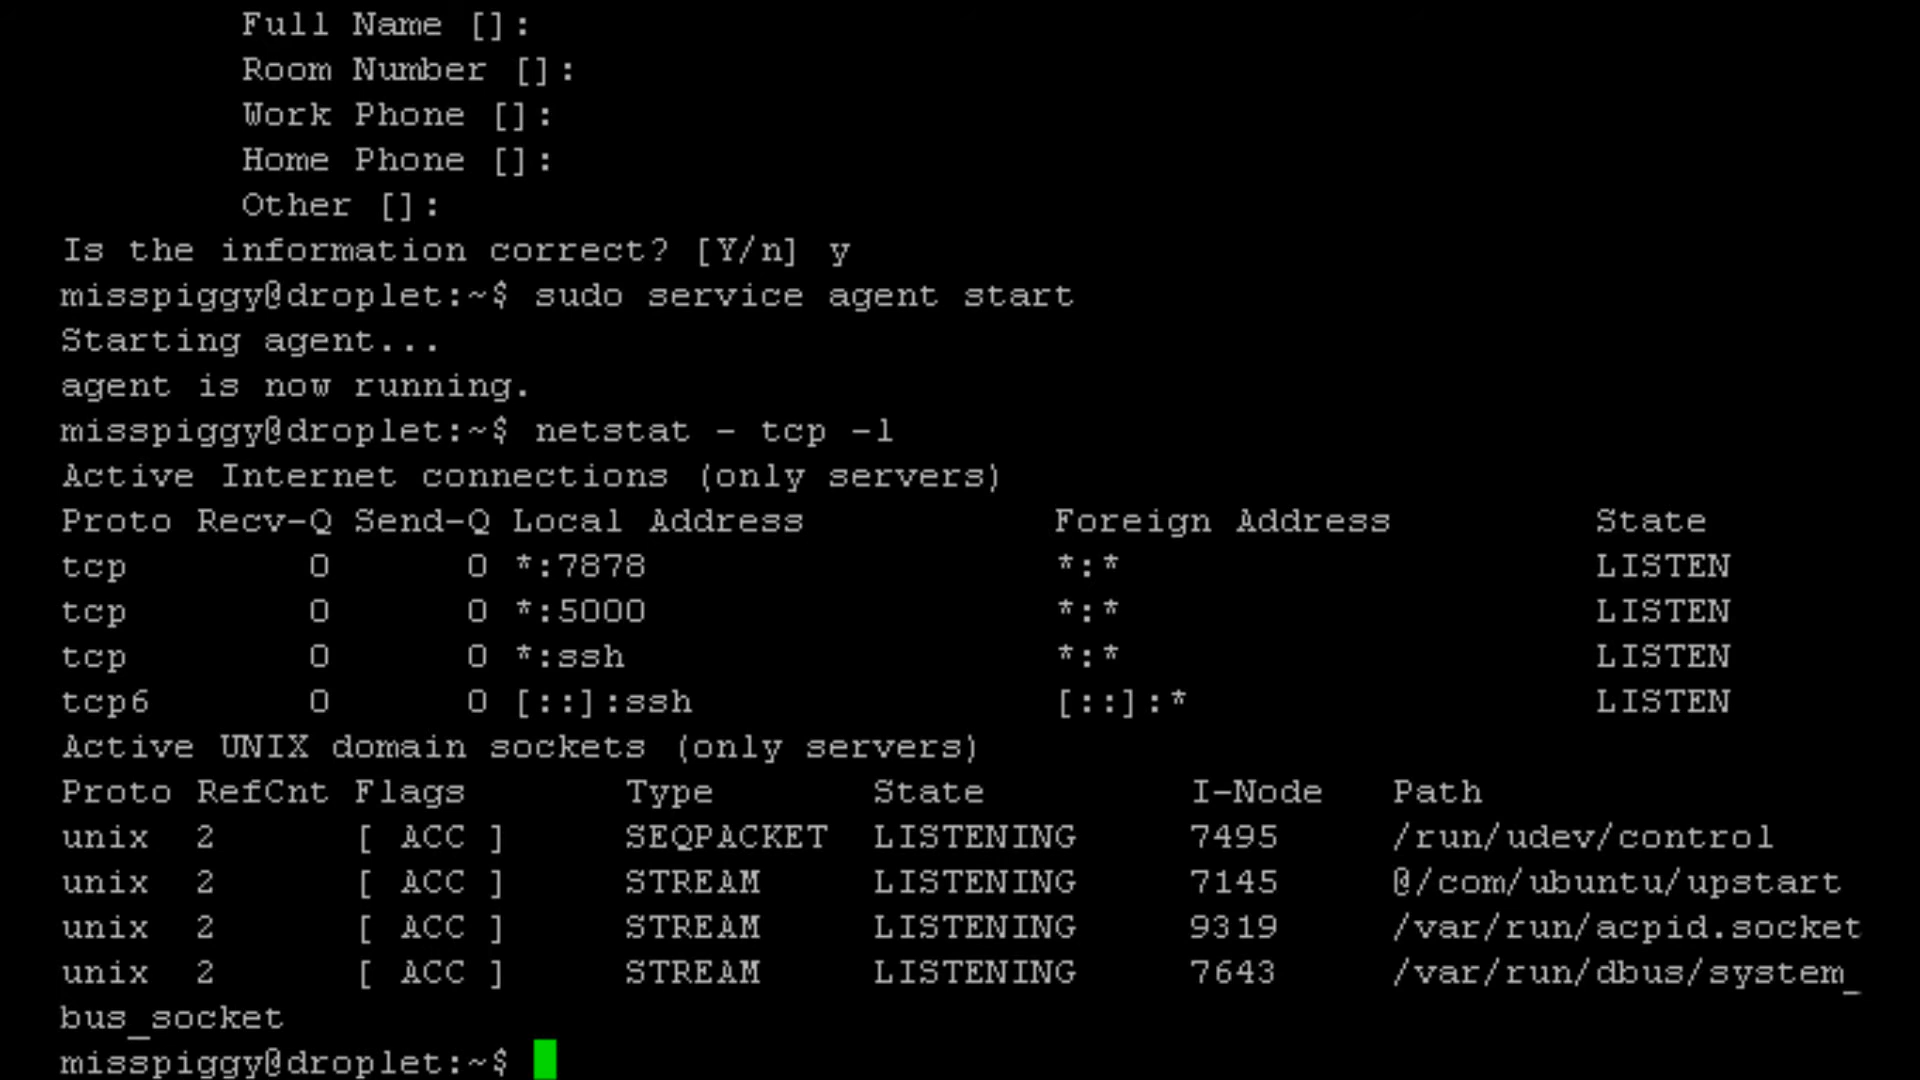 Full Name []:
Room Number []:
Work Phone []:
Home Phone []:
Other []:
Is the information correct? [Y/n] y
misspiggy@droplet:~$ sudo service agent start
Starting agent...
agent is now running.
misspiggy@droplet:~$ netstat - tcp -l
Active Internet connections (only servers)
Proto Recv-Q Send-Q Local Address Foreign Address State
tcp 0 0 *:7878 *:* LISTEN
tcp 0 0 *:5000 *:* LISTEN
tcp 0 0 *:ssh *:* LISTEN
tcp6 0 0 [::]:ssh [::]:* LISTEN
Active UNIX domain sockets (only servers)
Proto RefCnt Flags Type State I-Node Path
unix 2 [ ACC ] SEQPACKET LISTENING 7495 /run/udev/control
unix 2 [ ACC ] STREAM LISTENING 7145 @/com/ubuntu/upstart
unix 2 [ ACC ] STREAM LISTENING 9319 /var/run/acpid.socket
unix 2 [ ACC ] STREAM LISTENING 7643 /var/run/dbus/system_
bus_socket
misspiggy@droplet:~$